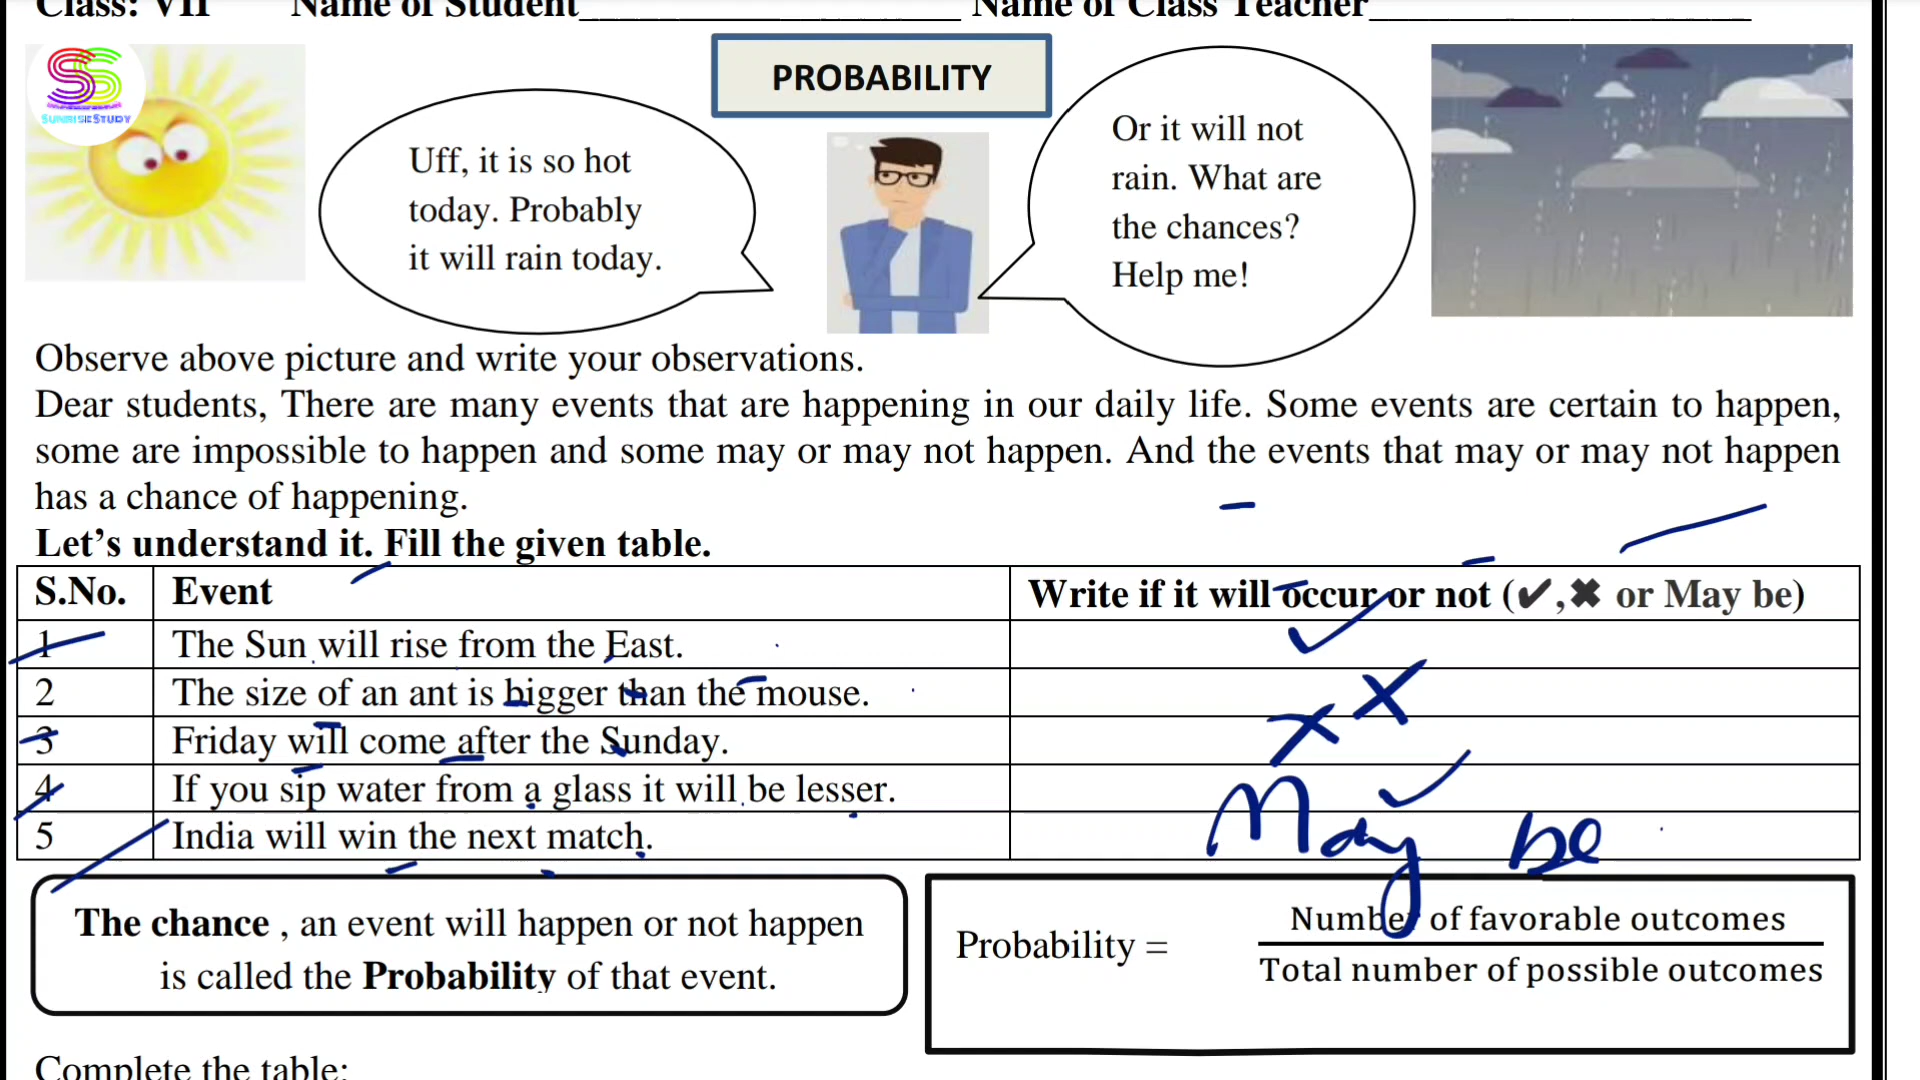 Class: VII Name of Student___________________ Name of Class Teacher___________________
SS
SUNRISESTUDY
PROBABILITY
Uff, it is so hot
today. Probably
it will rain today.
Or it will not
rain. What are
the chances?
Help me!
Observe above picture and write your observations.
Dear students, There are many events that are happening in our daily life. Some events are certain to happen,
some are impossible to happen and some may or may not happen. And the events that may or may not happen
has a chance of happening.
Let’s understand it. Fill the given table.
S.No. Event Write if it will occur or not (✔,✖ or May be)
1 The Sun will rise from the East. ✓
2 The size of an ant is bigger than the mouse. ✗
3 Friday will come after the Sunday. ✗
4 If you sip water from a glass it will be lesser. ✓
5 India will win the next match. May be
The chance , an event will happen or not happen
is called the Probability of that event.
Probability = Number of favorable outcomes
Total number of possible outcomes
Complete the table: